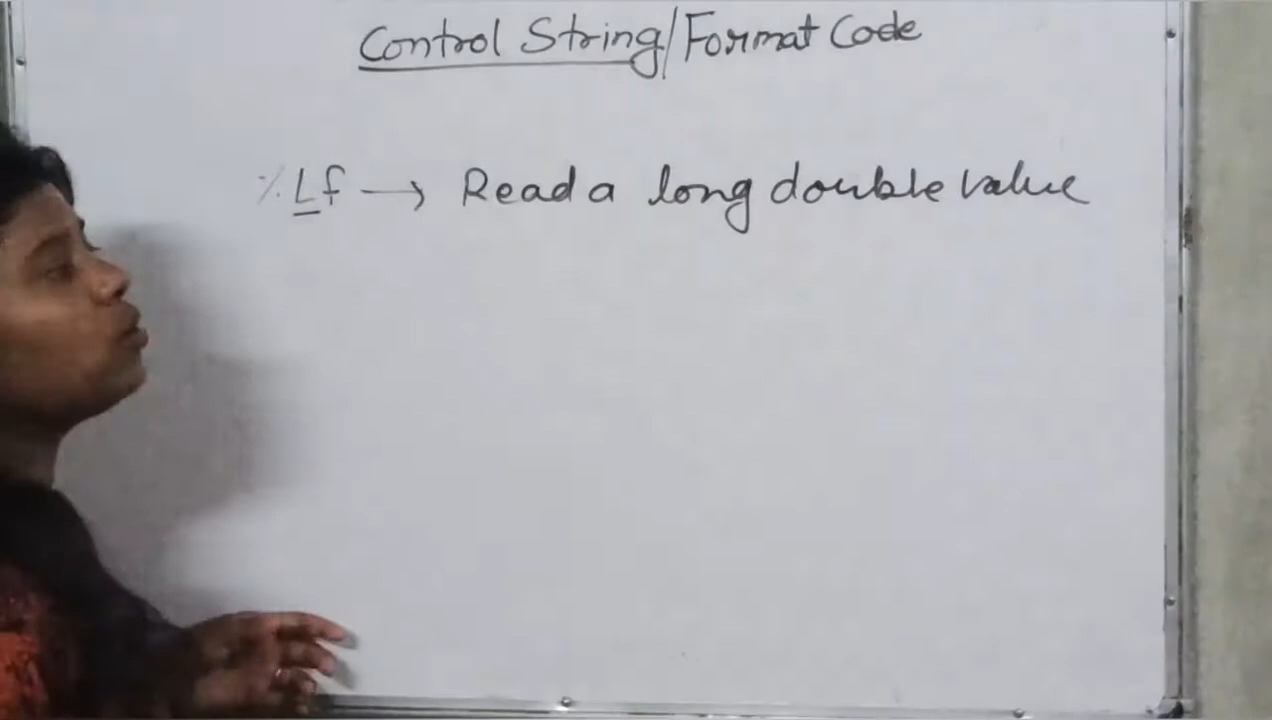 Control String/Format Code
%Lf → Read a long double value